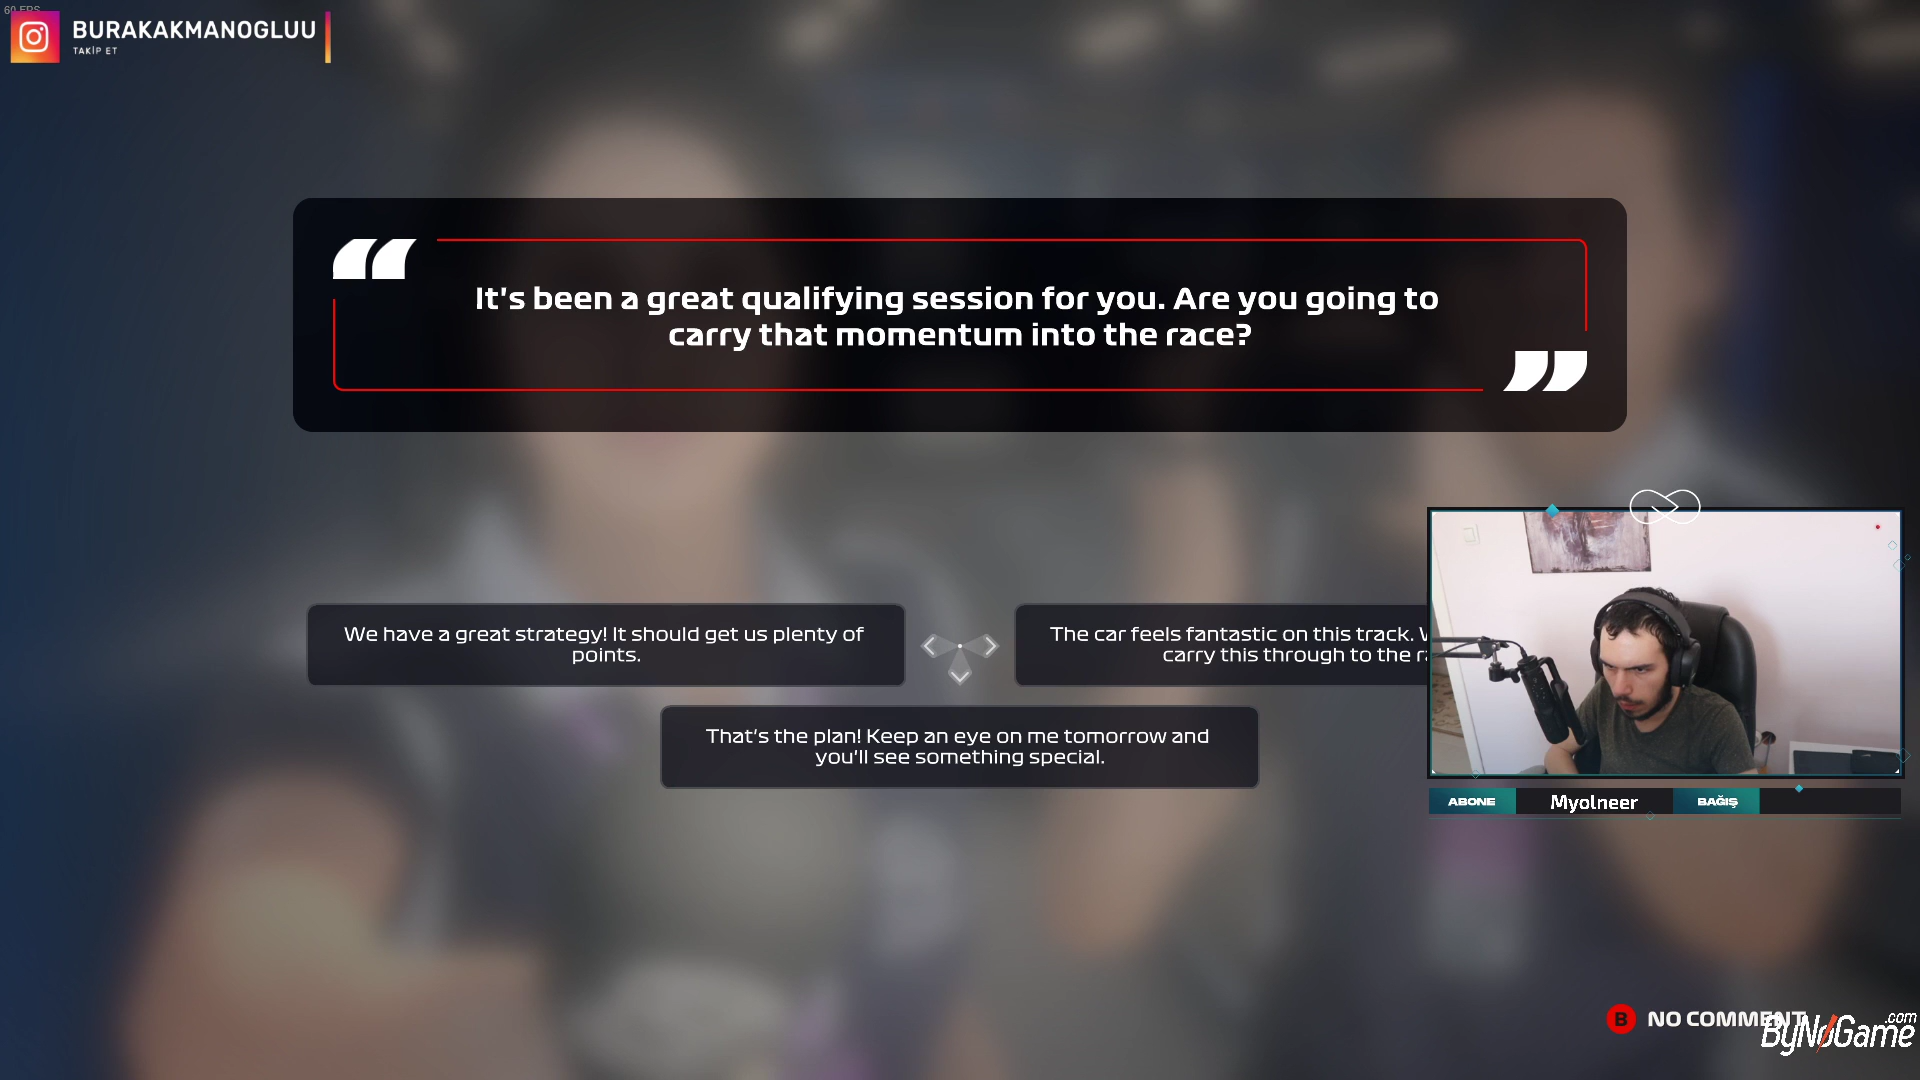 60 FPS
BURAKAKMANOGLUU
TAKİP ET
It's been a great qualifying session for you. Are you going to
carry that momentum into the race?
We have a great strategy! It should get us plenty of
points.
The car feels fantastic on this track.
carry this through to the
That's the plan! Keep an eye on me tomorrow and
you'll see something special.
ABONE
Myolneer
BAĞIŞ
B NO COMMENT
ByNoGame.com